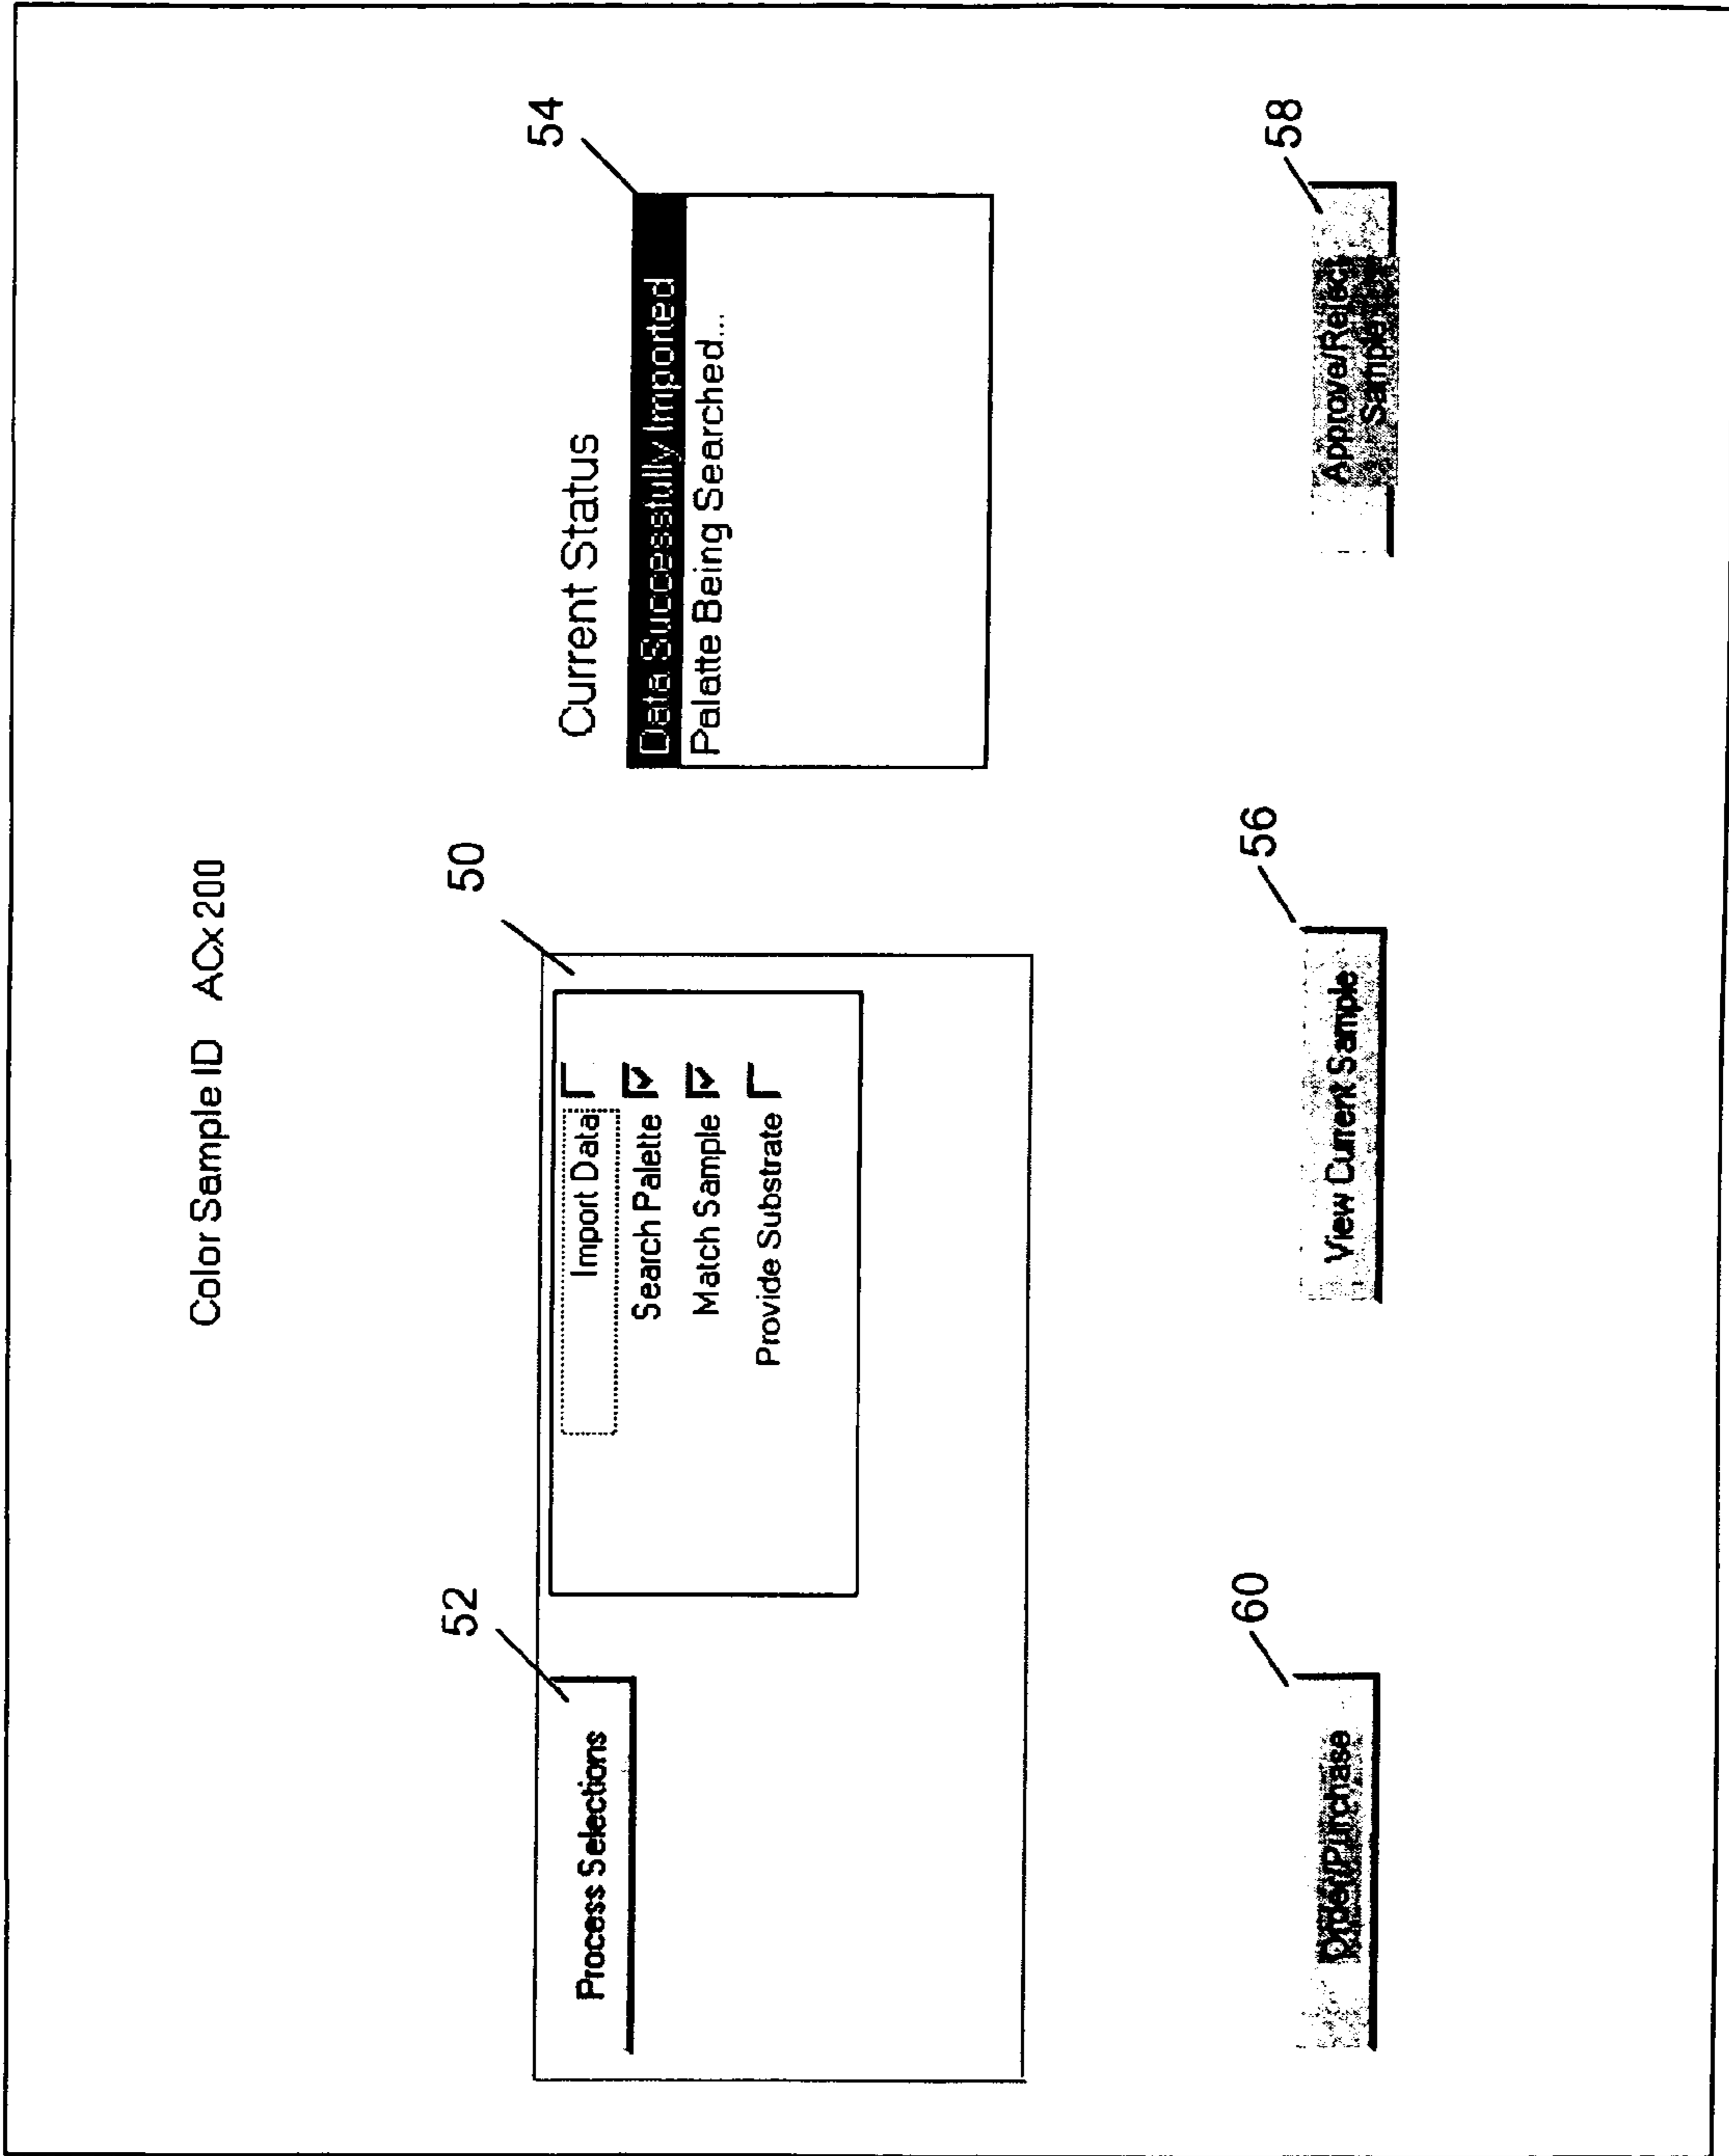 Color Sample ID ACx 200
52
50
54
Current Status
Process Selections
Import Data
Search Palette
Match Sample
Provide Substrate
Data Successfully Imported
Palatte Being Searched...
60
56
58
Order/Purchase
View Current Sample
Approve/Reject
Sample